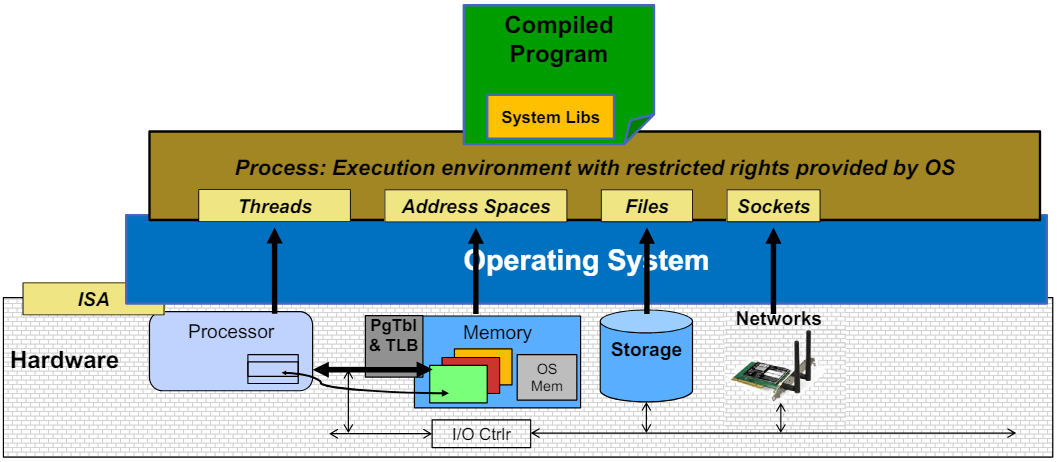 Compiled
Program
System Libs
Process: Execution environment with restricted rights provided by OS
Threads
Address Spaces
Files
Sockets
Operating System
ISA
Hardware
Processor
PgTbl
& TLB
Memory
OS
Mem
Storage
Networks
I/O Ctrlr